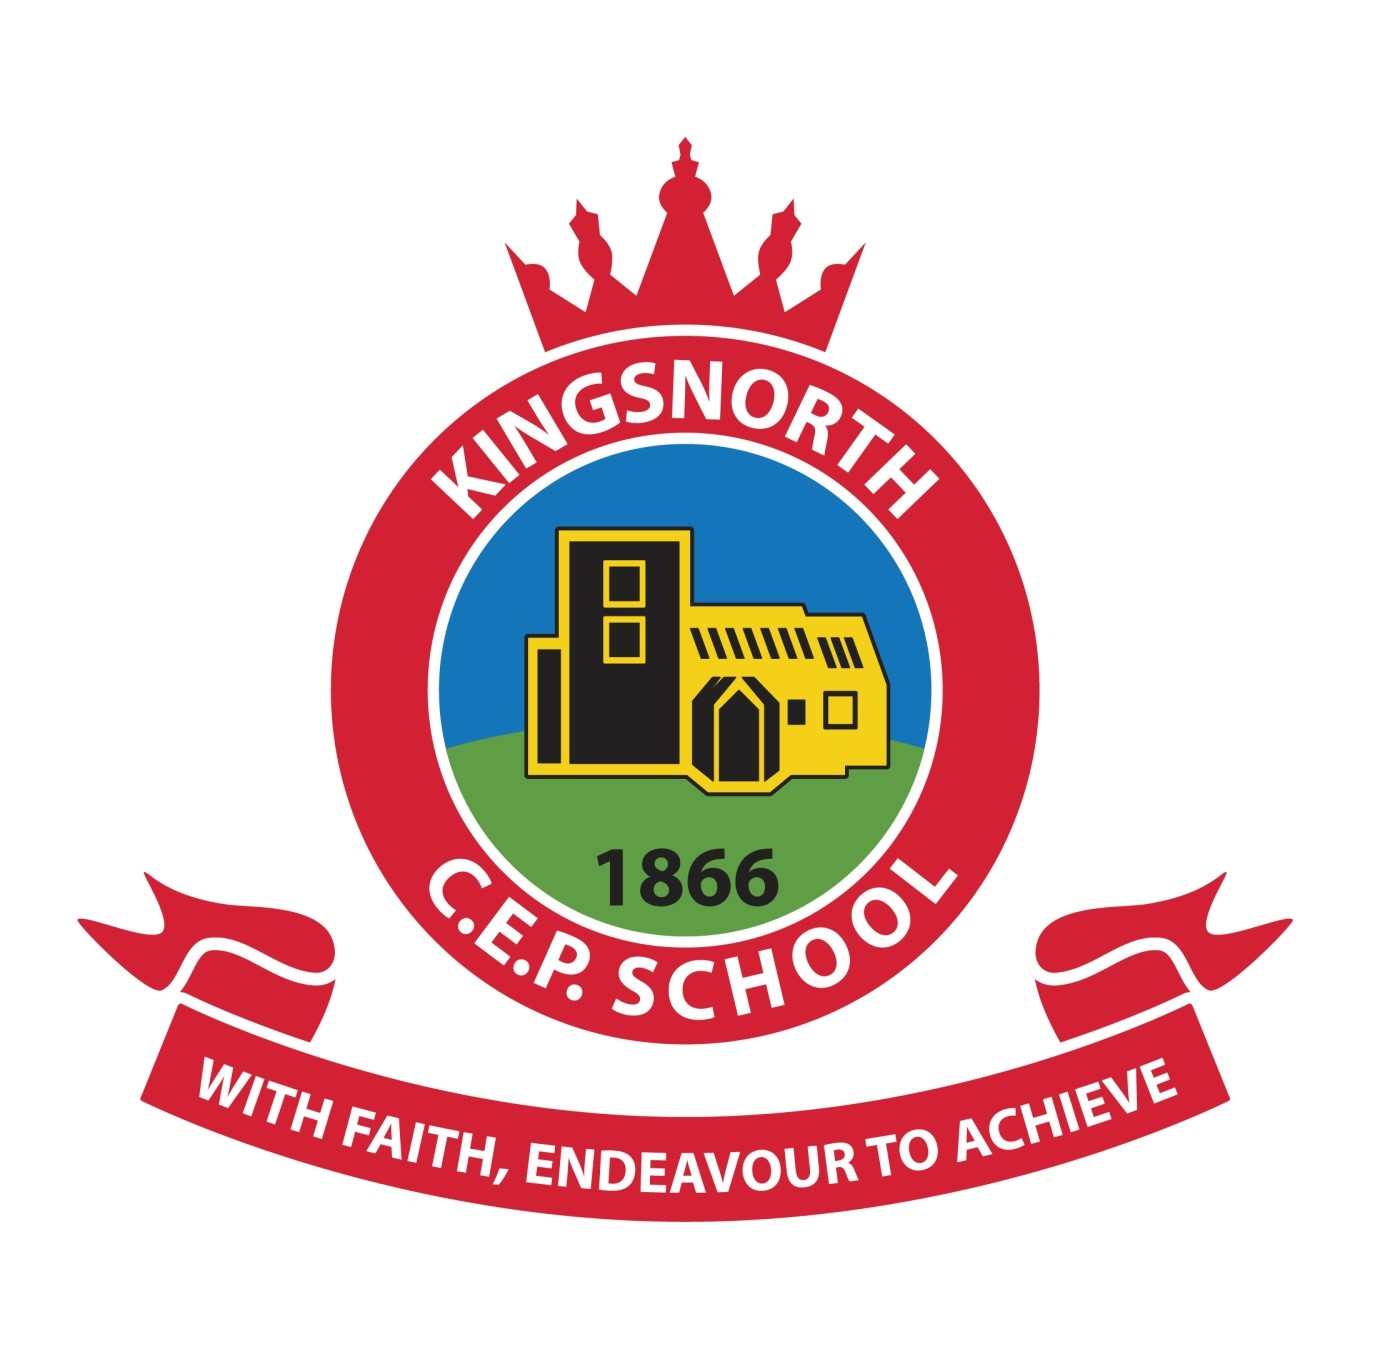 KINGSNORTH
1866
C.E.P. SCHOOL
WITH FAITH, ENDEAVOUR TO ACHIEVE